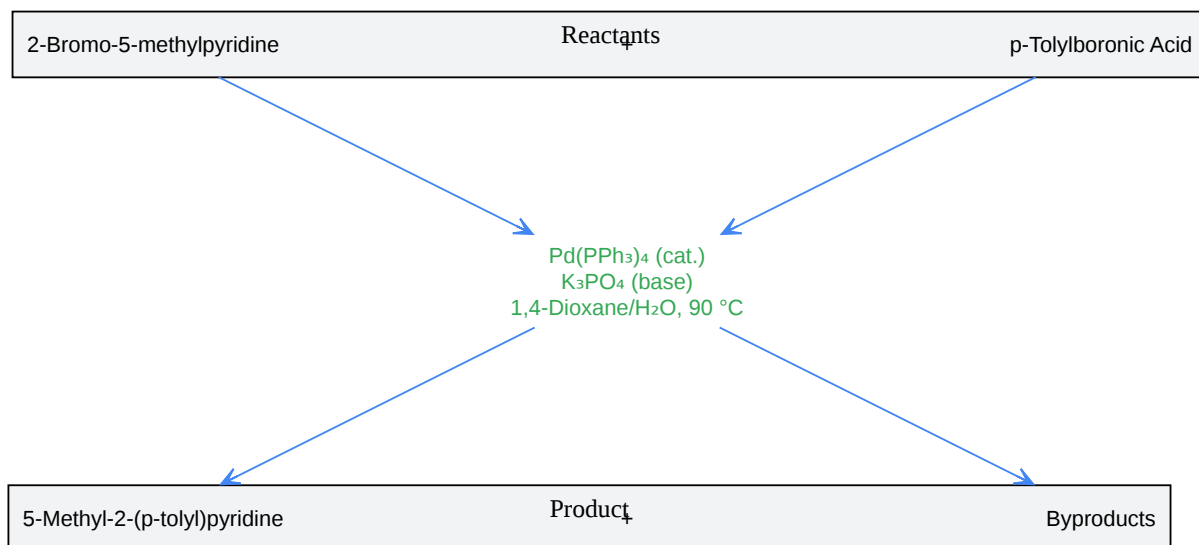 Reactants
2-Bromo-5-methylpyridine + p-Tolylboronic Acid
Pd(PPh₃)₄ (cat.)
K₃PO₄ (base)
1,4-Dioxane/H₂O, 90 °C
Product
5-Methyl-2-(p-tolyl)pyridine + Byproducts